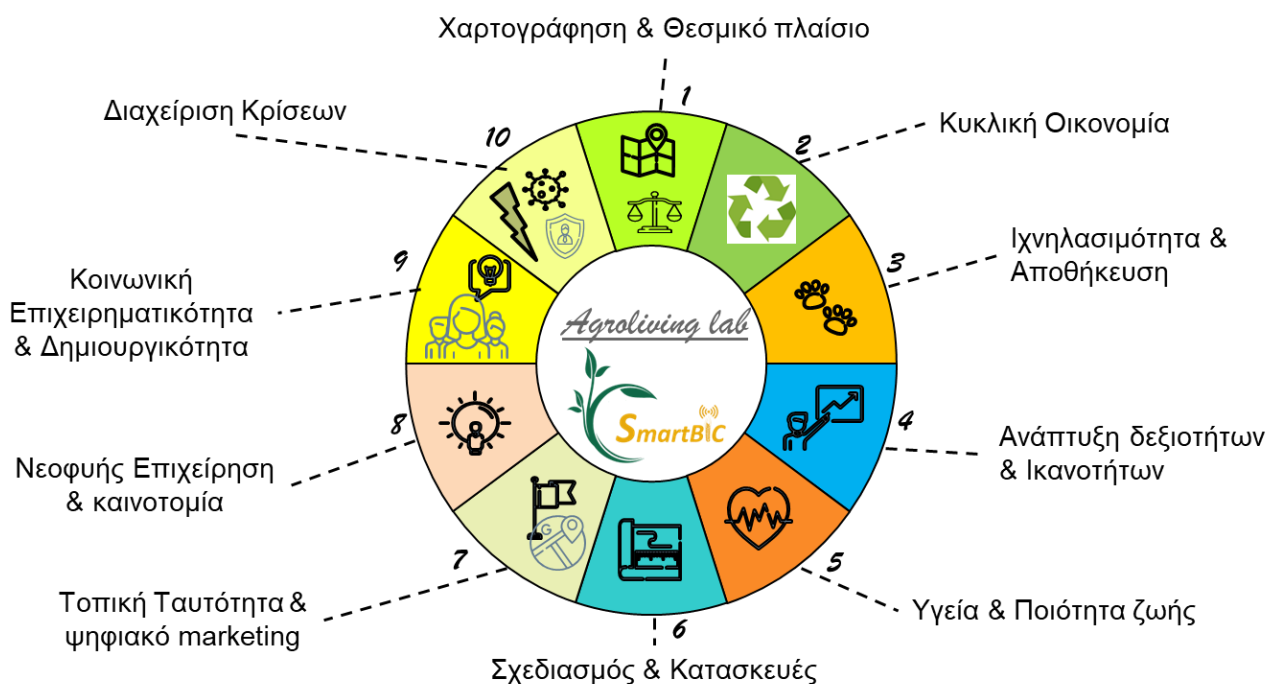 Χαρτογράφηση & Θεσμικό πλαίσιο
1
Κυκλική Οικονομία
2
Ιχνηλασιμότητα &
Αποθήκευση
3
Ανάπτυξη δεξιοτήτων
& Ικανοτήτων
4
Υγεία & Ποιότητα ζωής
5
Σχεδιασμός & Κατασκευές
6
Τοπική Ταυτότητα &
ψηφιακό marketing
7
G
Νεοφυής Επιχείρηση
& καινοτομία
8
Κοινωνική
Επιχειρηματικότητα
& Δημιουργικότητα
9
Διαχείριση Κρίσεων
10
Agroliving lab
SmartBIC